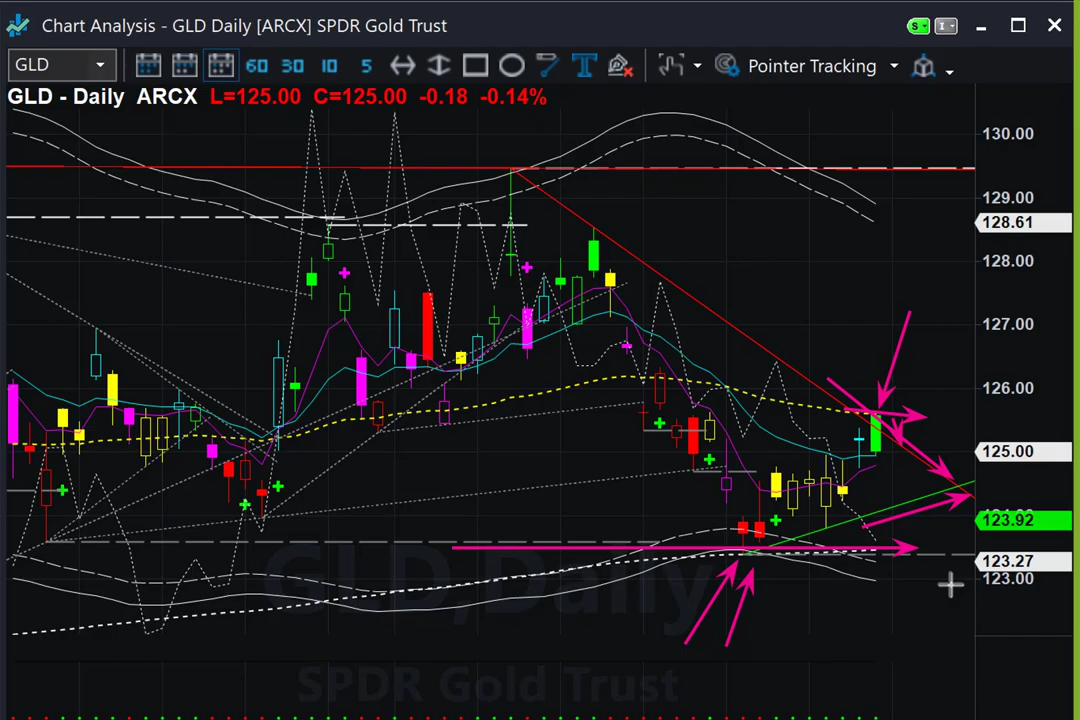 Chart Analysis - GLD Daily [ARCX] SPDR Gold Trust
S
I
GLD
60 30 10 5
T
Pointer Tracking
GLD - Daily ARCX L=125.00 C=125.00 -0.18 -0.14%
130.00
129.00
128.61
128.00
127.00
126.00
125.00
123.92
123.27
123.00
GLD, Daily
SPDR Gold Trust